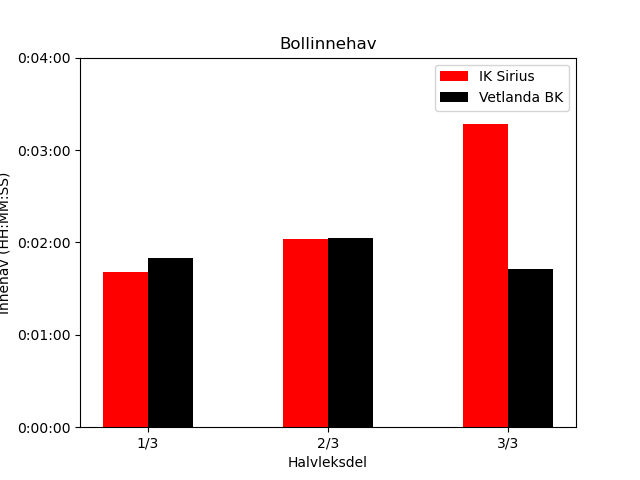 Bollinnehav
IK Sirius
Vetlanda BK
0:04:00
0:03:00
0:02:00
0:01:00
0:00:00
(HH:MM:SS)
1/3 2/3 3/3
Halvleksdel